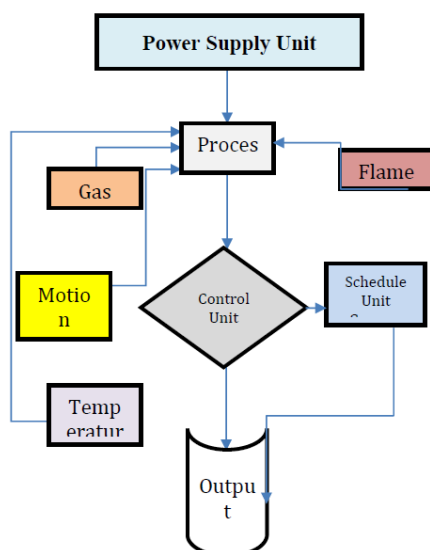 Power Supply Unit
Proces
Gas
Flame
Motio
n
Control
Unit
Schedule
Unit
Temp
eratur
Outpu
t